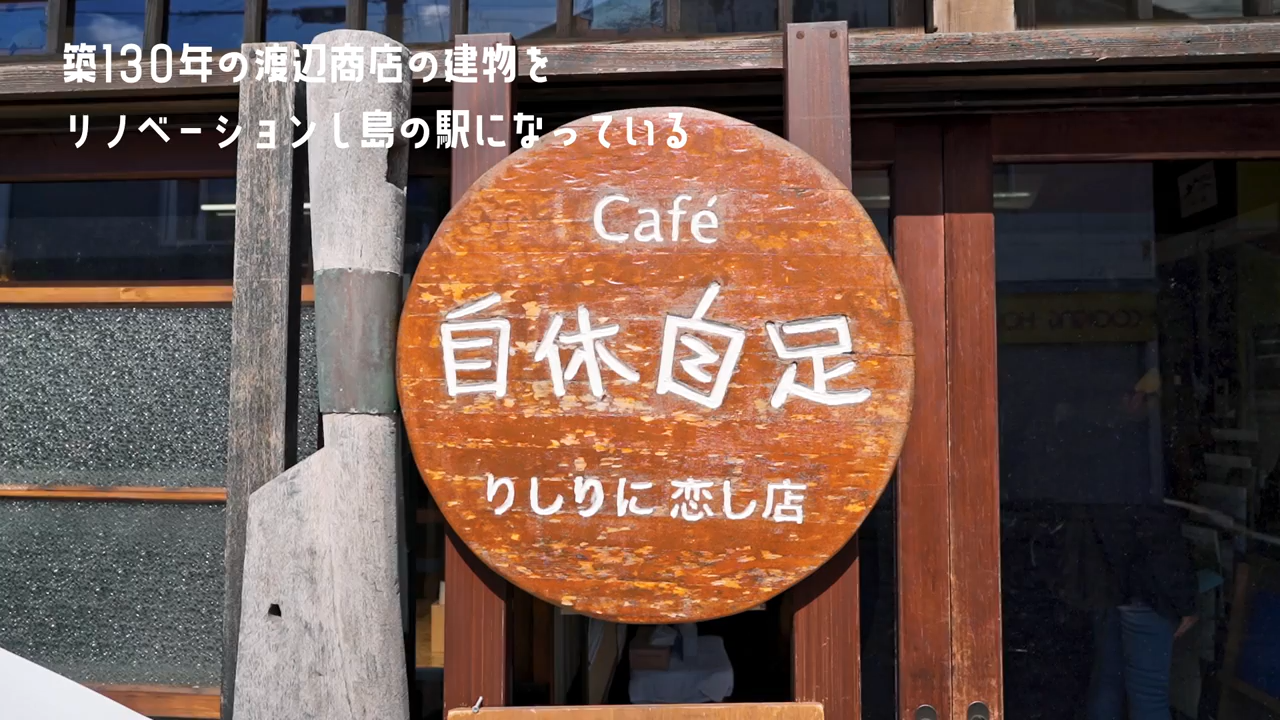 築130年の渡辺商店の建物を
リノベーションし島の駅になっている
Café
自休自足
りしりに 恋し店